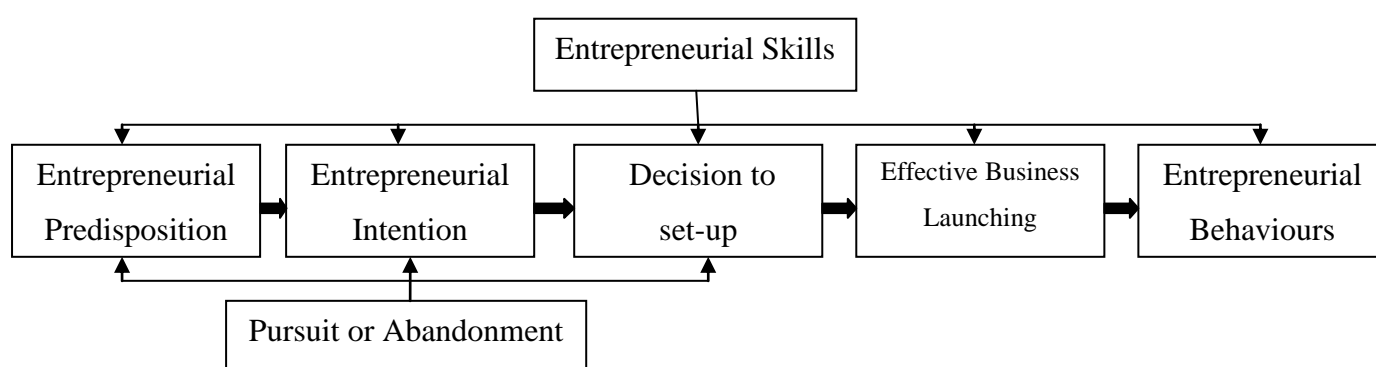 Entrepreneurial Skills
Entrepreneurial
Predisposition
Entrepreneurial
Intention
Decision to
set-up
Effective Business
Launching
Entrepreneurial
Behaviours
Pursuit or Abandonment